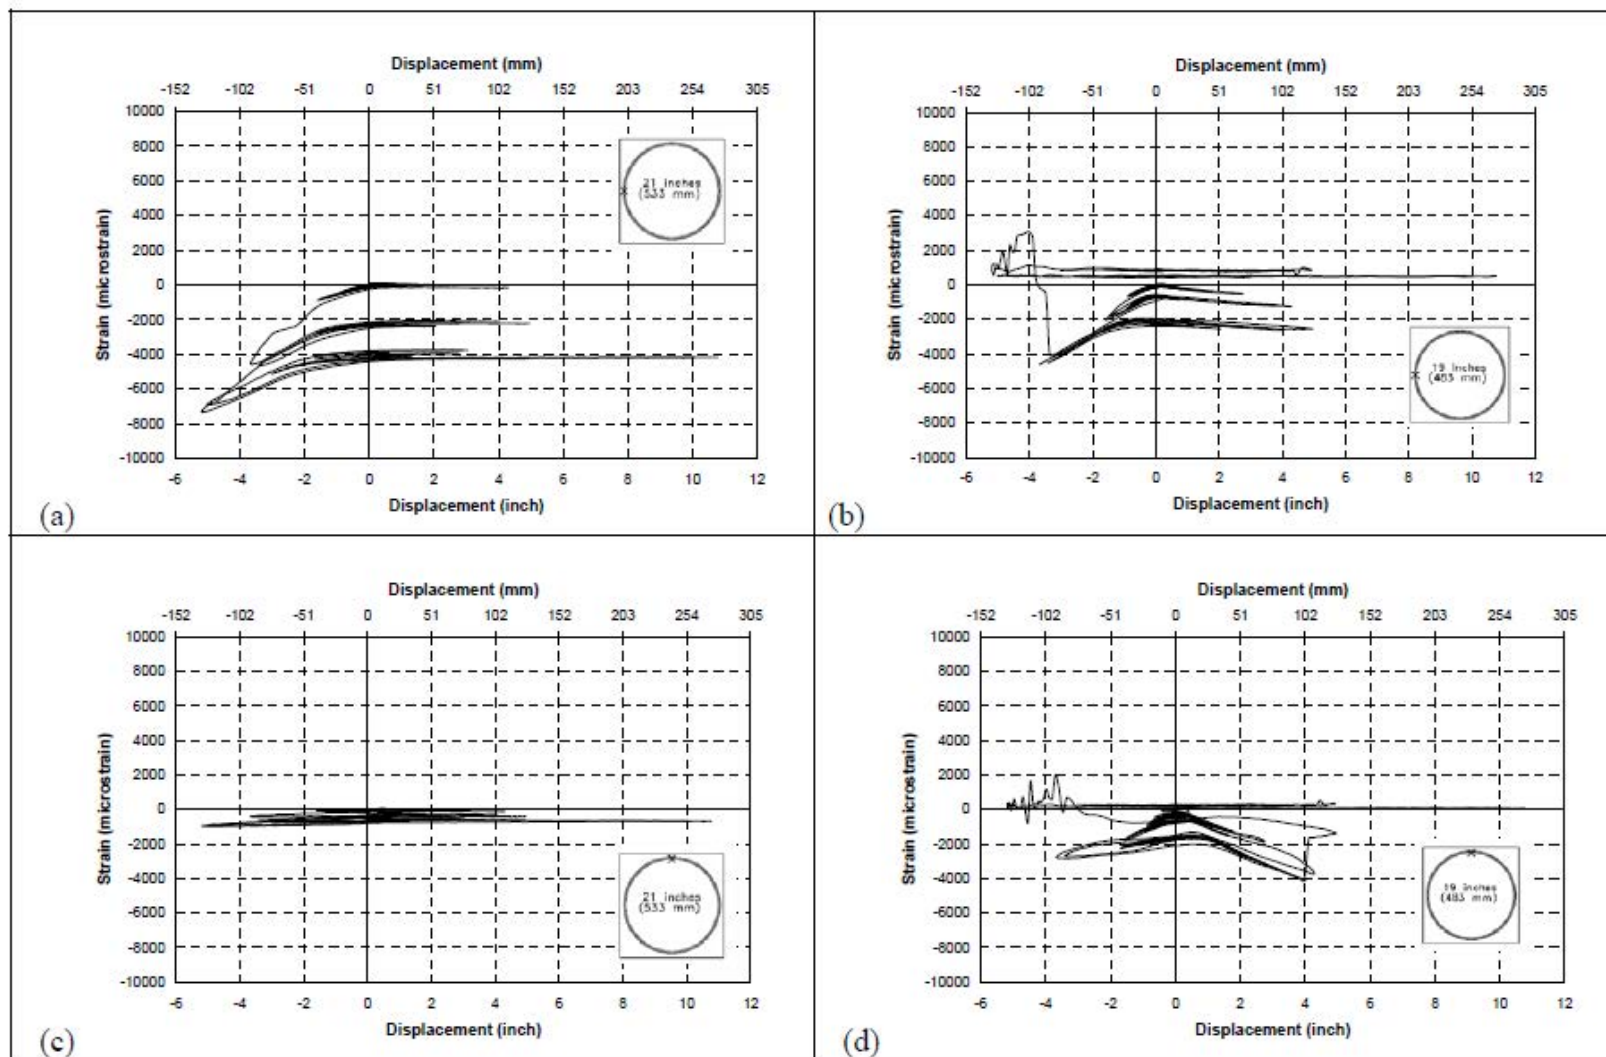 Displacement (mm)
-152 -102 -51 0 51 102 152 203 254 305
10000
8000
6000
4000
2000
0
-2000
-4000
-6000
-8000
-10000
Strain (microstrain)
21 inches
(533 mm)
-6 -4 -2 0 2 4 6 8 10 12
Displacement (inch)
(a)
Displacement (mm)
-152 -102 -51 0 51 102 152 203 254 305
10000
8000
6000
4000
2000
0
-2000
-4000
-6000
-8000
-10000
Strain (microstrain)
19 inches
(483 mm)
-6 -4 -2 0 2 4 6 8 10 12
Displacement (inch)
(b)
Displacement (mm)
-152 -102 -51 0 51 102 152 203 254 305
10000
8000
6000
4000
2000
0
-2000
-4000
-6000
-8000
-10000
Strain (microstrain)
21 inches
(533 mm)
-6 -4 -2 0 2 4 6 8 10 12
Displacement (inch)
(c)
Displacement (mm)
-152 -102 -51 0 51 102 152 203 254 305
10000
8000
6000
4000
2000
0
-2000
-4000
-6000
-8000
-10000
Strain (microstrain)
19 inches
(483 mm)
-6 -4 -2 0 2 4 6 8 10 12
Displacement (inch)
(d)